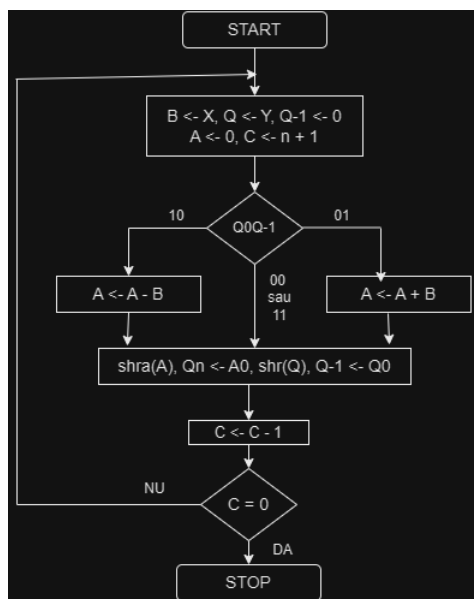 START
B <- X, Q <- Y, Q-1 <- 0
A <- 0, C <- n + 1
10
Q0Q-1
01
A <- A - B
00
sau
11
A <- A + B
shra(A), Qn <- A0, shr(Q), Q-1 <- Q0
C <- C - 1
NU
C = 0
DA
STOP